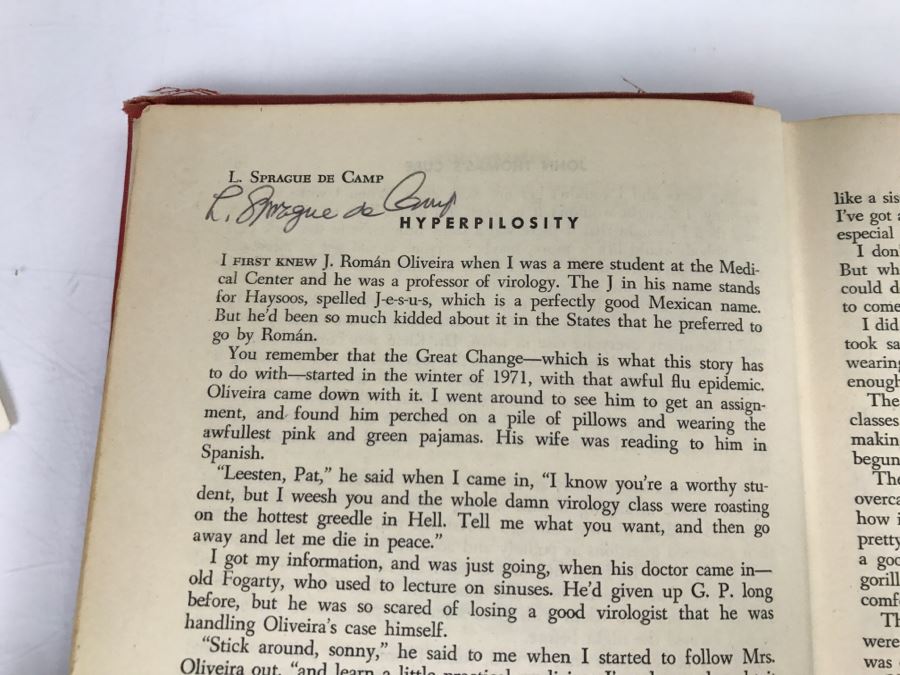 L. Sprague de Camp
L. Sprague de Camp
HYPERPILOSITY
I first knew J. Román Oliveira when I was a mere student at the Medi-
cal Center and he was a professor of virology. The J in his name stands
for Haysoos, spelled J-e-s-u-s, which is a perfectly good Mexican name.
But he'd been so much kidded about it in the States that he preferred to
go by Román.
You remember that the Great Change—which is what this story has
to do with—started in the winter of 1971, with that awful flu epidemic.
Oliveira came down with it. I went around to see him to get an assign-
ment, and found him perched on a pile of pillows and wearing the
awfullest pink and green pajamas. His wife was reading to him in
Spanish.
"Leesten, Pat," he said when I came in, "I know you're a worthy stu-
dent, but I weesh you and the whole damn virology class were roasting
on the hottest greedle in Hell. Tell me what you want, and then go
away and let me die in peace."
I got my information, and was just going, when his doctor came in—
old Fogarty, who used to lecture on sinuses. He'd given up G. P. long
before, but he was so scared of losing a good virologist that he was
handling Oliveira's case himself.
"Stick around, sonny," he said to me when I started to follow Mrs.
Oliveira out, "and learn a little
like a sis
I've got a
especial
I don'
But wh
could d
to come
I did
took sa
wearing
enough
The
classes
makin
begun
The
overca
how i
pretty
a goo
gorill
comf
Th
were
was